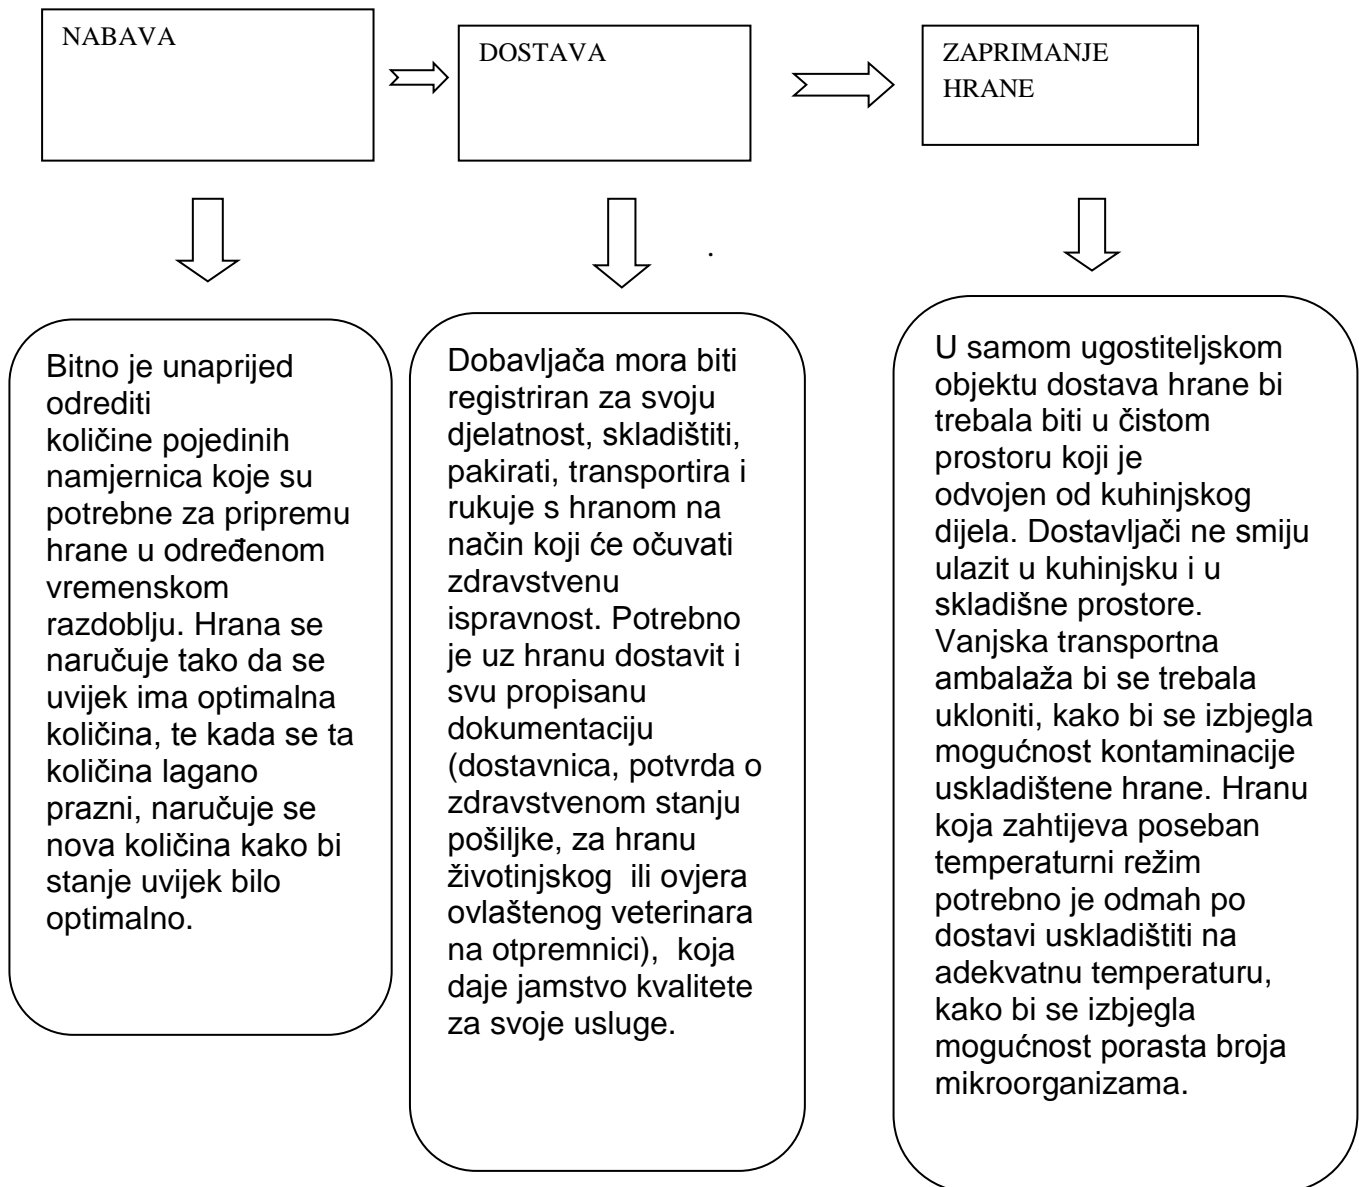 NABAVA
DOSTAVA
ZAPRIMANJE
HRANE
.
Bitno je unaprijed
odrediti
količine pojedinih
namjernica koje su
potrebne za pripremu
hrane u određenom
vremenskom
razdoblju. Hrana se
naručuje tako da se
uvijek ima optimalna
količina, te kada se ta
količina lagano
prazni, naručuje se
nova količina kako bi
stanje uvijek bilo
optimalno.
Dobavljača mora biti
registriran za svoju
djelatnost, skladištiti,
pakirati, transportira i
rukuje s hranom na
način koji će očuvati
zdravstvenu
ispravnost. Potrebno
je uz hranu dostavit i
svu propisanu
dokumentaciju
(dostavnica, potvrda o
zdravstvenom stanju
pošiljke, za hranu
životinjskog  ili ovjera
ovlaštenog veterinara
na otpremnici),  koja
daje jamstvo kvalitete
za svoje usluge.
U samom ugostiteljskom
objektu dostava hrane bi
trebala biti u čistom
prostoru koji je
odvojen od kuhinjskog
dijela. Dostavljači ne smiju
ulazit u kuhinjsku i u
skladišne prostore.
Vanjska transportna
ambalaža bi se trebala
ukloniti, kako bi se izbjegla
mogućnost kontaminacije
uskladištene hrane. Hranu
koja zahtijeva poseban
temperaturni režim
potrebno je odmah po
dostavi uskladištiti na
adekvatnu temperaturu,
kako bi se izbjegla
mogućnost porasta broja
mikroorganizama.